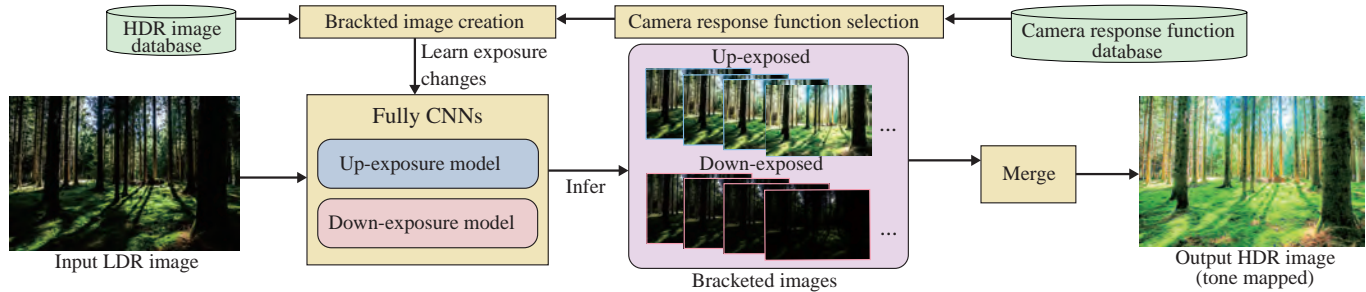 HDR image
database
Brackted image creation
Camera response function selection
Camera response function
database
Learn exposure
changes
Fully CNNs
Up-exposure model
Down-exposure model
Input LDR image
Infer
Up-exposed
...
Down-exposed
...
Bracketed images
Merge
Output HDR image
(tone mapped)